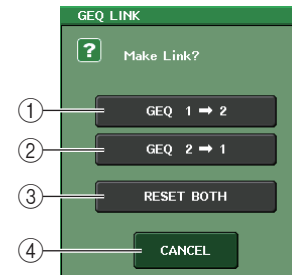 GEQ LINK
? Make Link?
① GEQ 1 ➡ 2
② GEQ 2 ➡ 1
③ RESET BOTH
④ CANCEL